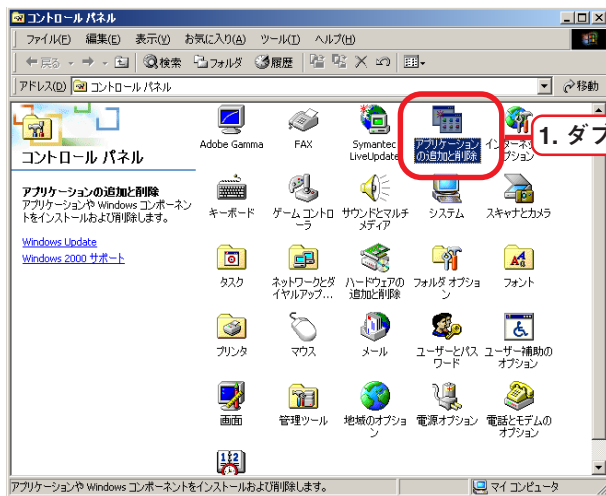 コントロール パネル
ファイル(F) 編集(E) 表示(V) お気に入り(A) ツール(T) ヘルプ(H)
戻る 検索 フォルダ 履歴
アドレス(D) コントロール パネル 移動
コントロール パネル
アプリケーションの追加と削除
アプリケーションや Windows コンポーネン
トをインストールおよび削除します。
Windows Update
Windows 2000 サポート
Adobe Gamma
FAX
Symantec
LiveUpdate
アプリケーション
の追加と削除
1. ダブ
キーボード
ゲーム コントロ
ーラ
サウンドとマルチ
メディア
システム
スキャナとカメラ
タスク
ネットワークとダ
イヤルアップ...
ハードウェアの
追加と削除
フォルダ オプショ
ン
フォント
プリンタ
マウス
メール
ユーザーとパス
ワード
ユーザー補助の
オプション
画面
管理ツール
地域のオプショ
ン
電源オプション
電話とモデムの
オプション
アプリケーションや Windows コンポーネントをインストールおよび削除します。 マイ コンピュータ